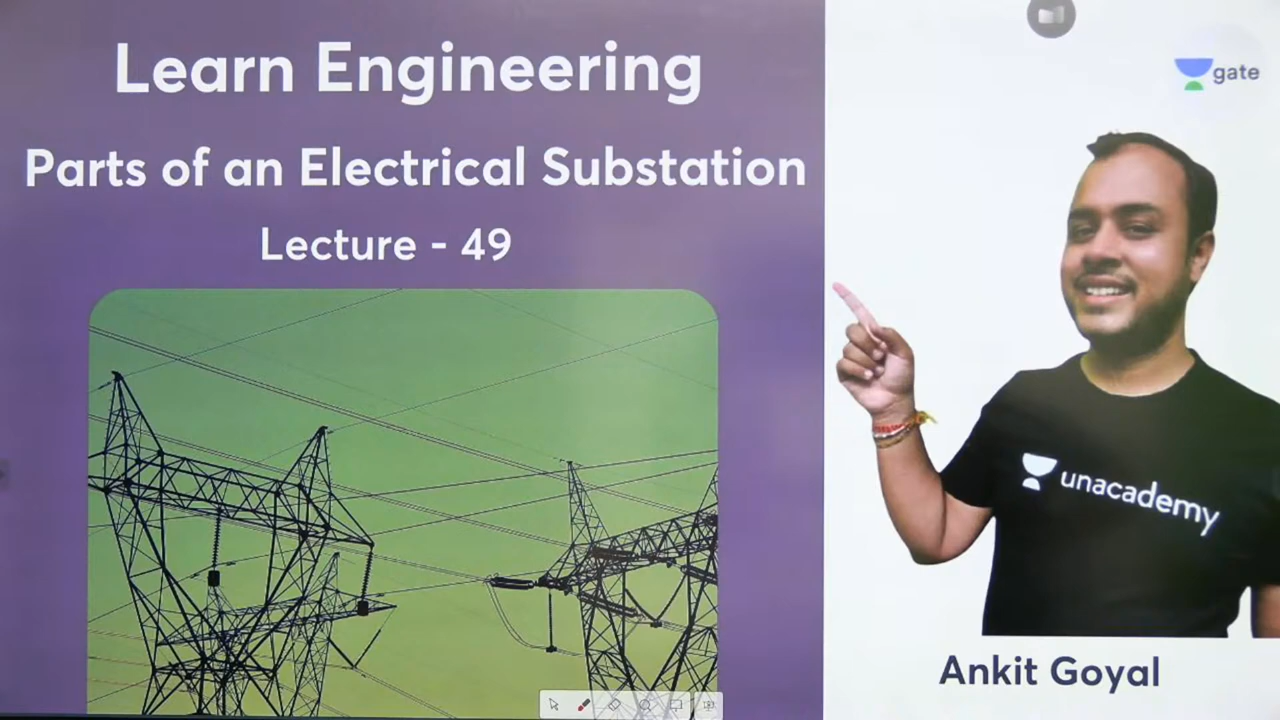 Learn Engineering
Parts of an Electrical Substation
Lecture - 49
gate
unacademy
Ankit Goyal